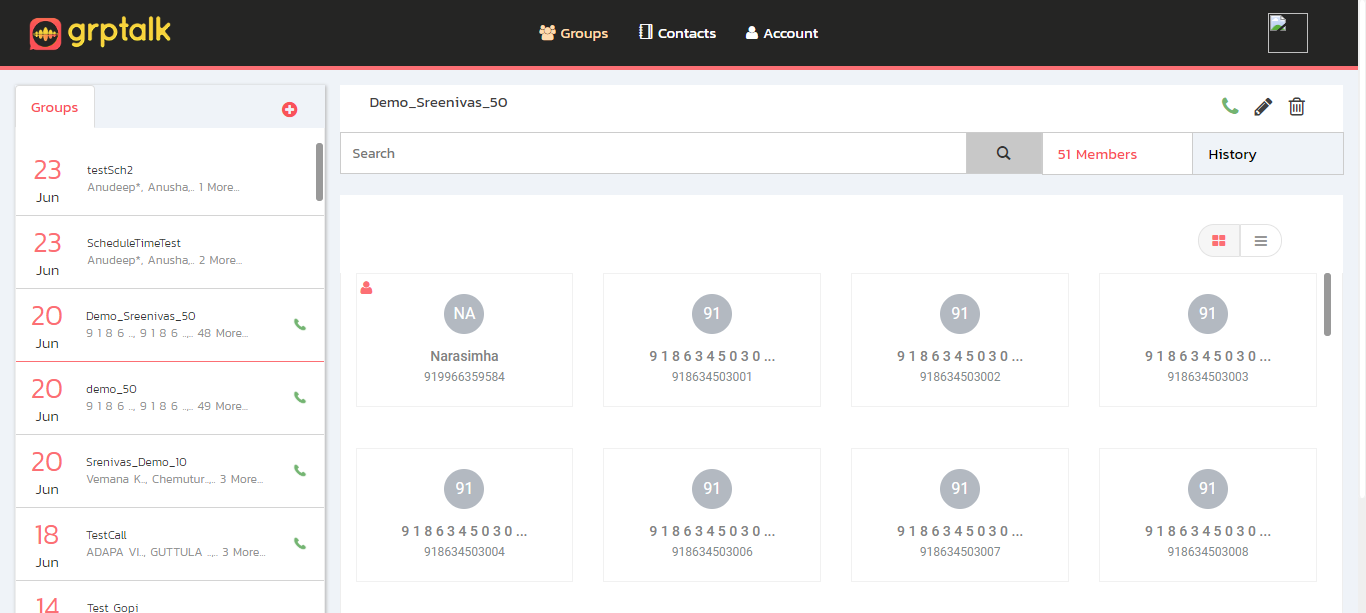 grptalk
Groups
Contacts
Account
Groups
23
Jun
testSch2
Anudeep*, Anusha,.. 1 More...
23
Jun
ScheduleTimeTest
Anudeep*, Anusha,.. 2 More...
20
Jun
Demo_Sreenivas_50
9 1 8 6 .., 9 1 8 6 ..,.. 48 More...
20
Jun
demo_50
9 1 8 6 .., 9 1 8 6 ..,.. 49 More...
20
Jun
Srenivas_Demo_10
Vemana K.., Chemutur..,.. 3 More...
18
Jun
TestCall
ADAPA VI.., GUTTULA ..,.. 3 More...
14
Test Gopi
Demo_Sreenivas_50
Search
51 Members
History
NA
Narasimha
919966359584
91
9 1 8 6 3 4 5 0 3 0 ...
918634503001
91
9 1 8 6 3 4 5 0 3 0 ...
918634503002
91
9 1 8 6 3 4 5 0 3 0 ...
918634503003
91
9 1 8 6 3 4 5 0 3 0 ...
918634503004
91
9 1 8 6 3 4 5 0 3 0 ...
918634503006
91
9 1 8 6 3 4 5 0 3 0 ...
918634503007
91
9 1 8 6 3 4 5 0 3 0 ...
918634503008